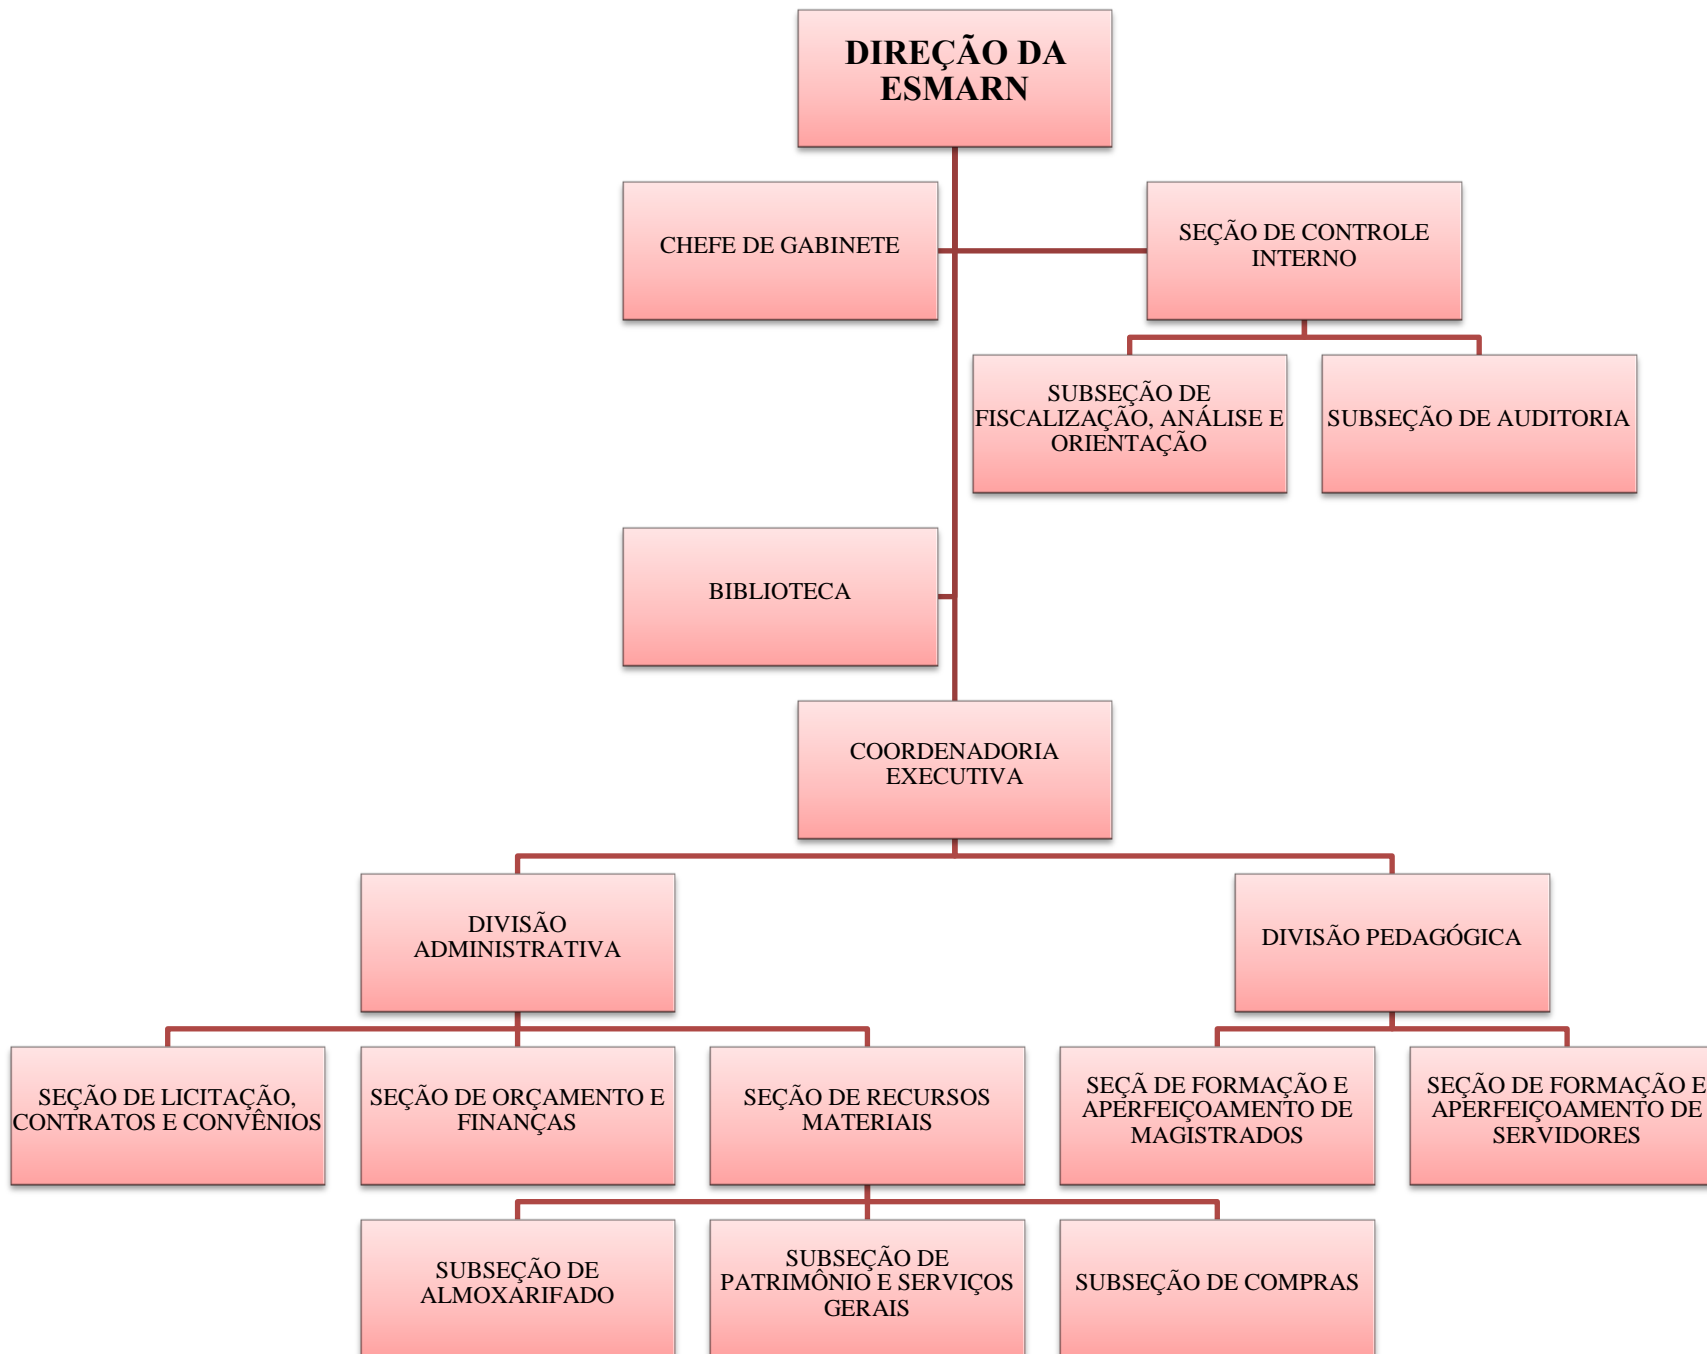 DIREÇÃO DA
ESMARN
CHEFE DE GABINETE
SEÇÃO DE CONTROLE
INTERNO
SUBSEÇÃO DE
FISCALIZAÇÃO, ANÁLISE E
ORIENTAÇÃO
SUBSEÇÃO DE AUDITORIA
BIBLIOTECA
COORDENADORIA
EXECUTIVA
DIVISÃO
ADMINISTRATIVA
DIVISÃO PEDAGÓGICA
SEÇÃO DE LICITAÇÃO,
CONTRATOS E CONVÊNIOS
SEÇÃO DE ORÇAMENTO E
FINANÇAS
SEÇÃO DE RECURSOS
MATERIAIS
SEÇÃ DE FORMAÇÃO E
APERFEIÇOAMENTO DE
MAGISTRADOS
SEÇÃO DE FORMAÇÃO E
APERFEIÇOAMENTO DE
SERVIDORES
SUBSEÇÃO DE
ALMOXARIFADO
SUBSEÇÃO DE
PATRIMÔNIO E SERVIÇOS
GERAIS
SUBSEÇÃO DE COMPRAS